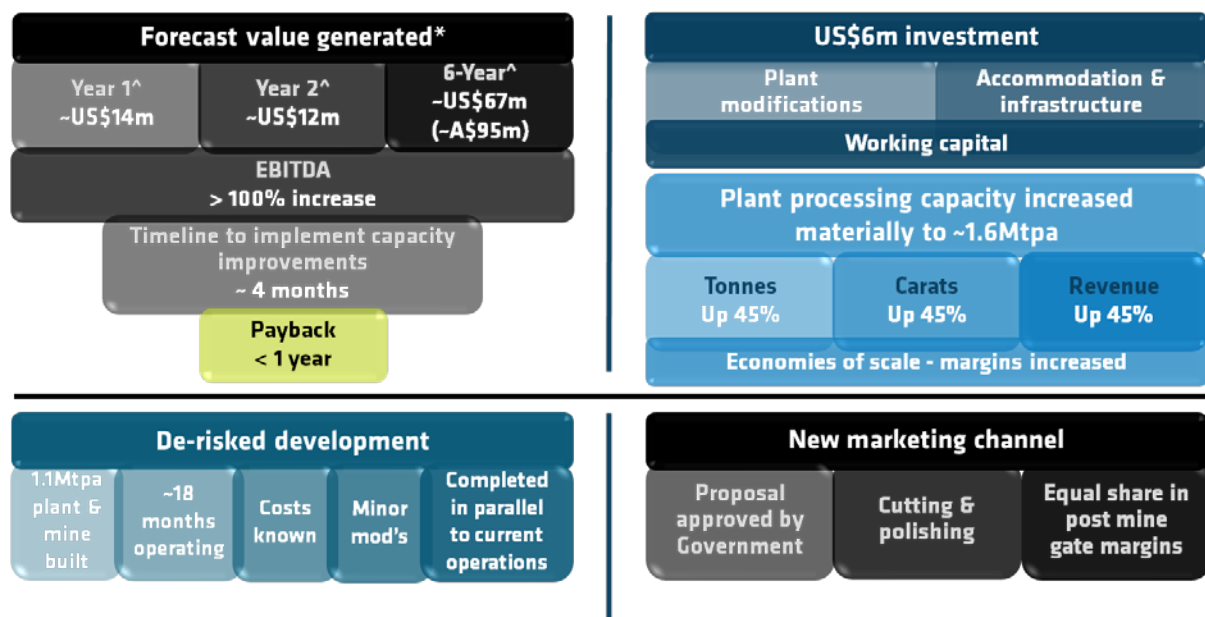 Forecast value generated*
Year 1^
~US$14m
Year 2^
~US$12m
6-Year^
~US$67m
(~A$95m)
EBITDA
> 100% increase
Timeline to implement capacity
improvements
~ 4 months
Payback
< 1 year
US$6m investment
Plant
modifications
Accommodation &
infrastructure
Working capital
Plant processing capacity increased
materially to ~1.6Mtpa
Tonnes
Up 45%
Carats
Up 45%
Revenue
Up 45%
Economies of scale - margins increased
De-risked development
1.1Mtpa
plant &
mine
built
~18
months
operating
Costs
known
Minor
mod's
Completed
in parallel
to current
operations
New marketing channel
Proposal
approved by
Government
Cutting &
polishing
Equal share in
post mine
gate margins